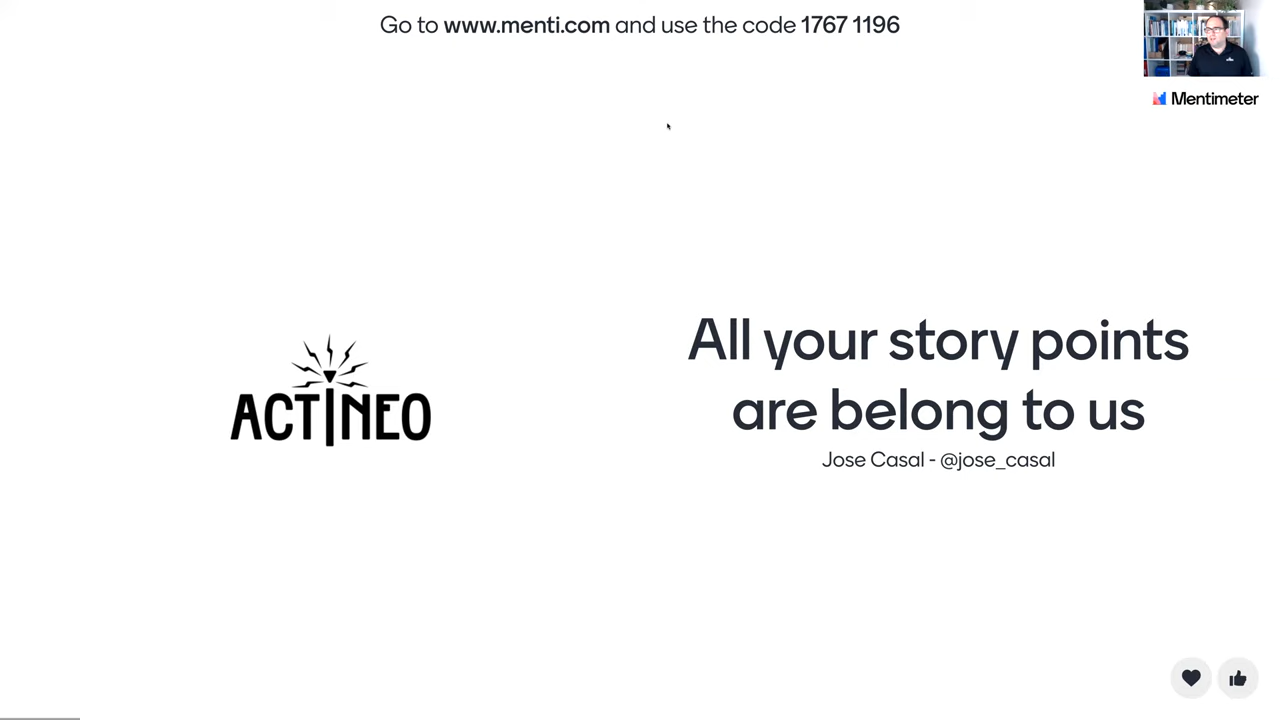 Go to www.menti.com and use the code 1767 1196
Mentimeter
ACTINEO
All your story points
are belong to us
Jose Casal - @jose_casal